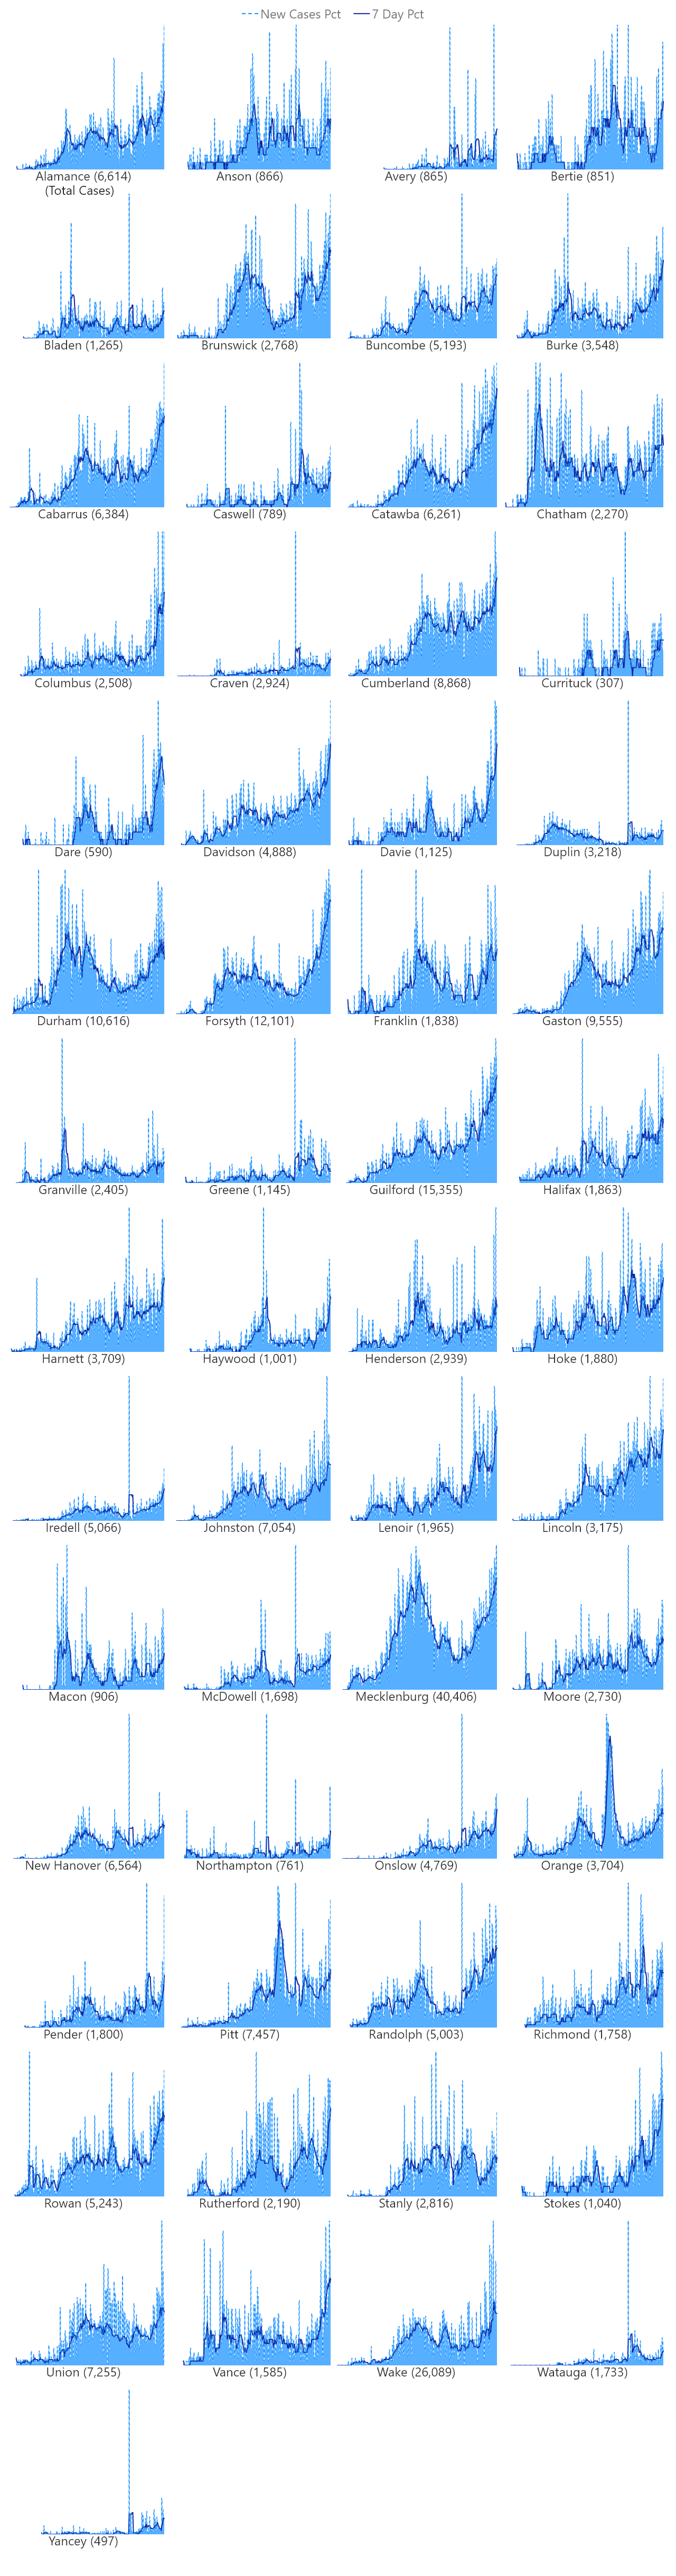 New Cases Pct 7 Day Pct
Alamance (6,614) Anson (866) Avery (865) Bertie (851)
(Total Cases)
Bladen (1,265) Brunswick (2,768) Buncombe (5,193) Burke (3,548)
Cabarrus (6,384) Caswell (789) Catawba (6,261) Chatham (2,270)
Columbus (2,508) Craven (2,924) Cumberland (8,868) Currituck (307)
Dare (590) Davidson (4,888) Davie (1,125) Duplin (3,218)
Durham (10,616) Forsyth (12,101) Franklin (1,838) Gaston (9,555)
Granville (2,405) Greene (1,145) Guilford (15,355) Halifax (1,863)
Harnett (3,709) Haywood (1,001) Henderson (2,939) Hoke (1,880)
Iredell (5,066) Johnston (7,054) Lenoir (1,965) Lincoln (3,175)
Macon (906) McDowell (1,698) Mecklenburg (40,406) Moore (2,730)
New Hanover (6,564) Northampton (761) Onslow (4,769) Orange (3,704)
Pender (1,800) Pitt (7,457) Randolph (5,003) Richmond (1,758)
Rowan (5,243) Rutherford (2,190) Stanly (2,816) Stokes (1,040)
Union (7,255) Vance (1,585) Wake (26,089) Watauga (1,733)
Yancey (497)